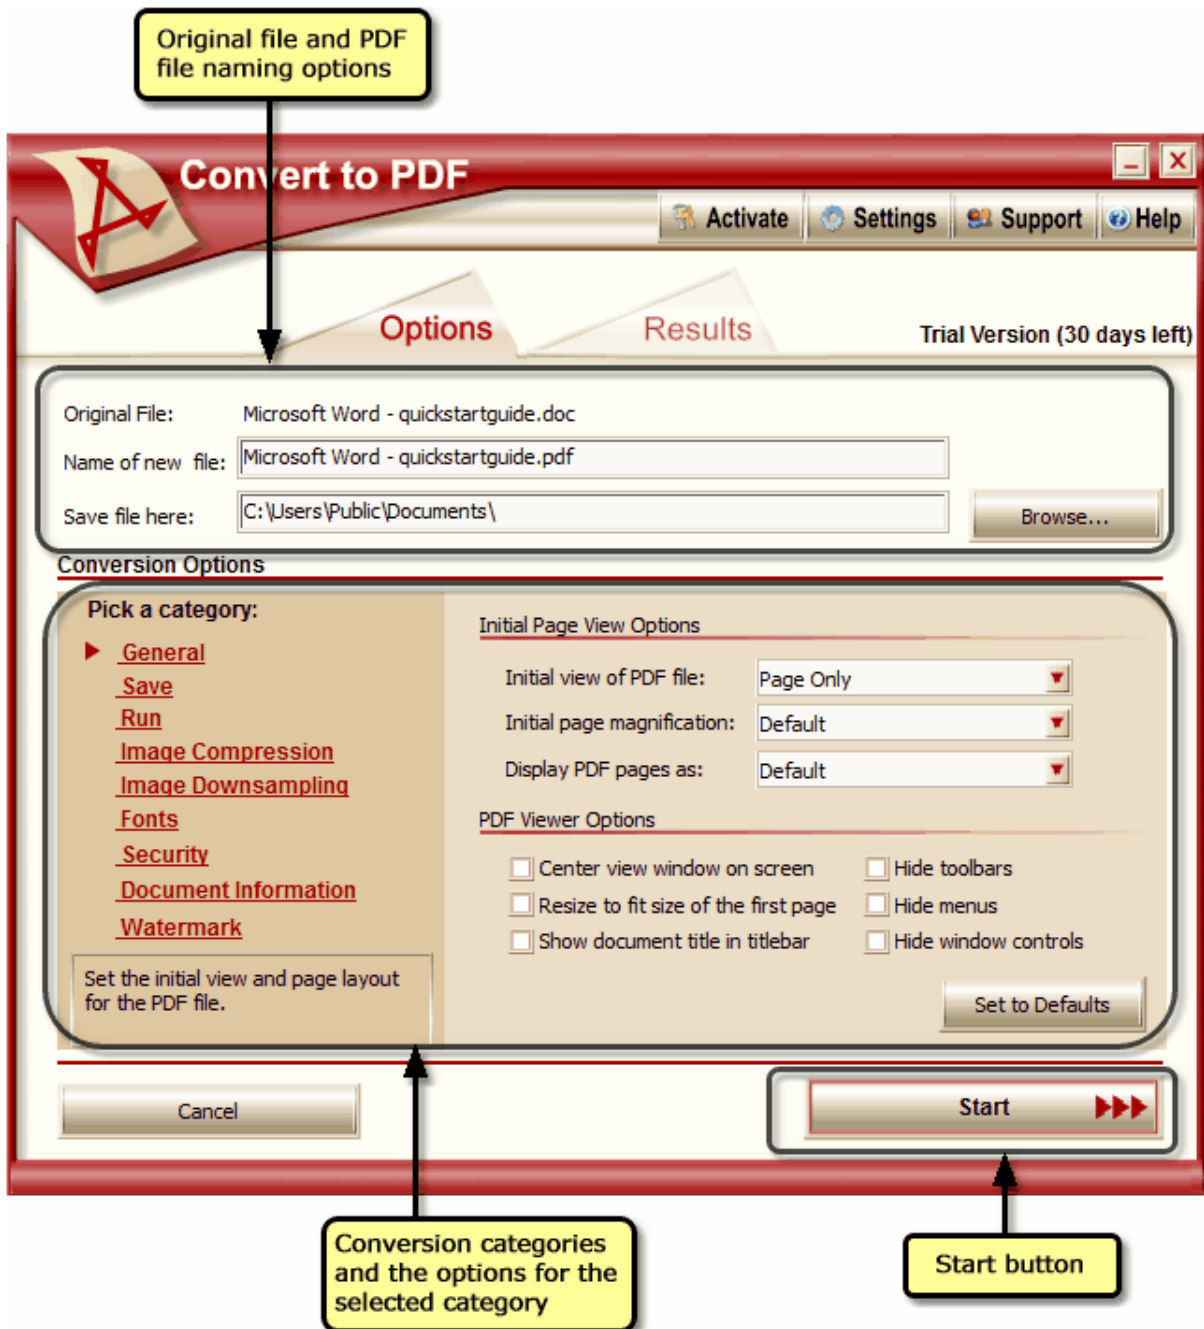 Original file and PDF
file naming options
Convert to PDF
Activate
Settings
Support
Help
Options
Results
Trial Version (30 days left)
Original File:
Microsoft Word - quickstartguide.doc
Name of new file:
Microsoft Word - quickstartguide.pdf
Save file here:
C:\Users\Public\Documents\
Browse...
Conversion Options
Pick a category:
General
Save
Run
Image Compression
Image Downsampling
Fonts
Security
Document Information
Watermark
Set the initial view and page layout
for the PDF file.
Initial Page View Options
Initial view of PDF file:
Page Only
Initial page magnification:
Default
Display PDF pages as:
Default
PDF Viewer Options
Center view window on screen
Hide toolbars
Resize to fit size of the first page
Hide menus
Show document title in titlebar
Hide window controls
Set to Defaults
Cancel
Start
Conversion categories
and the options for the
selected category
Start button